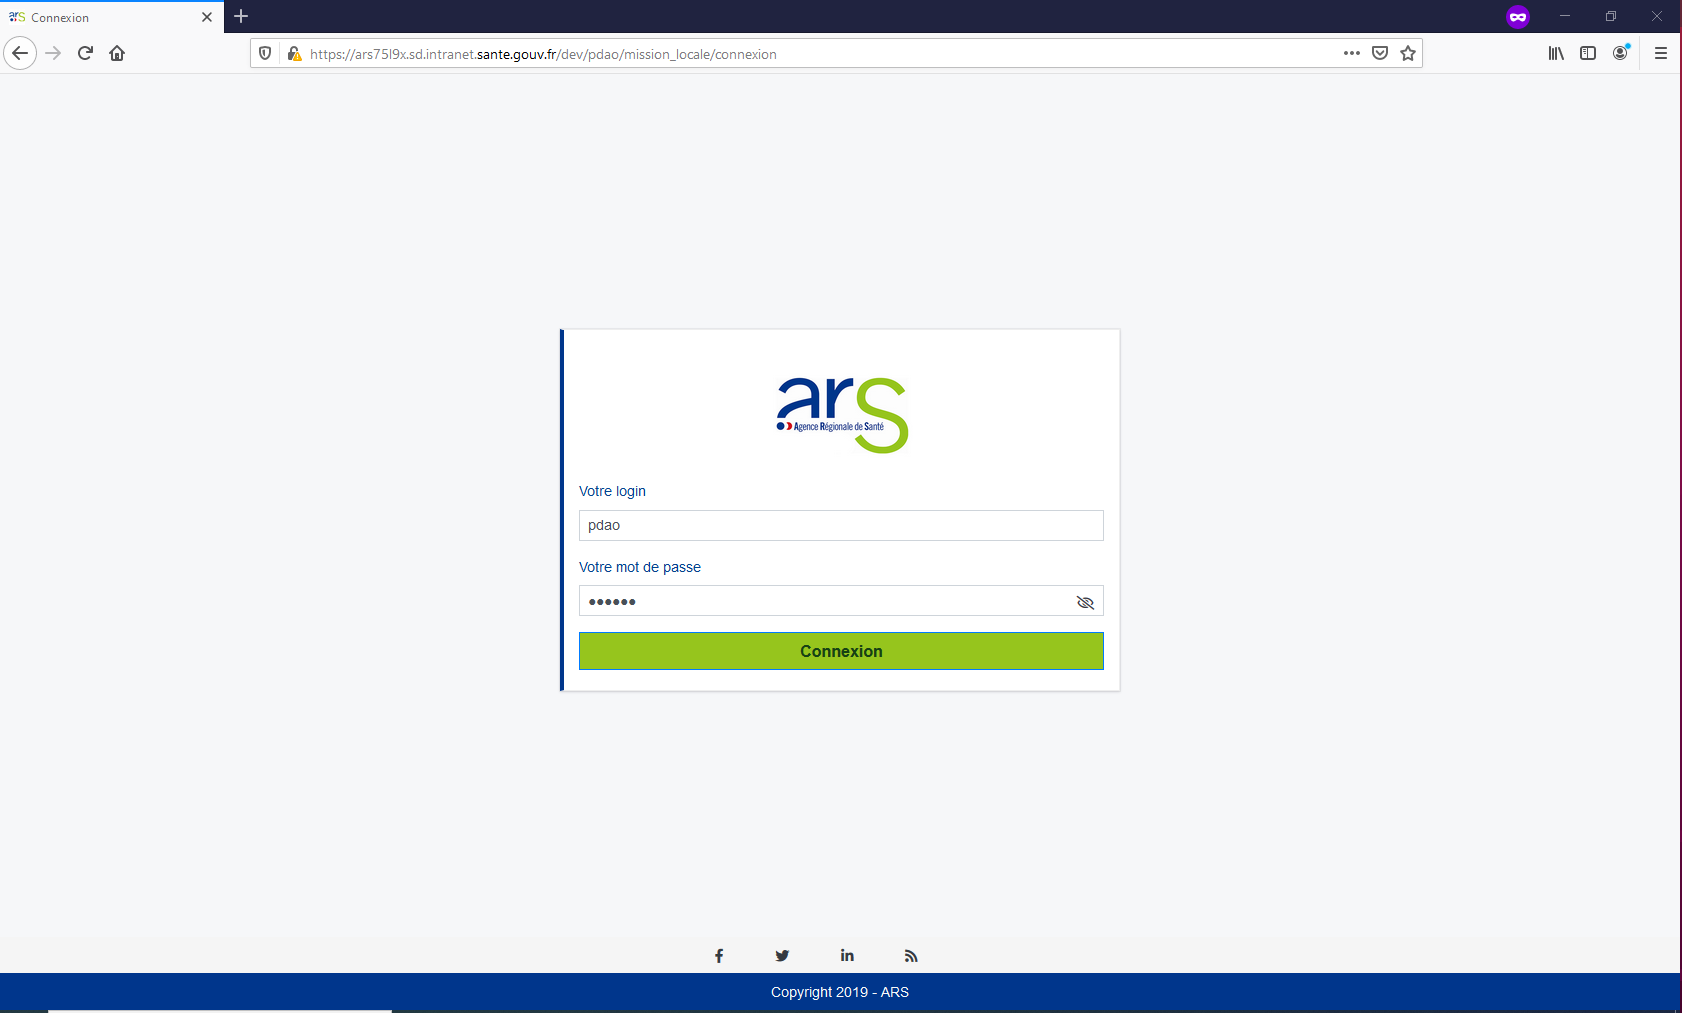 ars Connexion
https://ars75l9x.sd.intranet.sante.gouv.fr/dev/pdao/mission_locale/connexion
ars
Agence Régionale de Santé
Votre login
pdao
Votre mot de passe
Connexion
Copyright 2019 - ARS